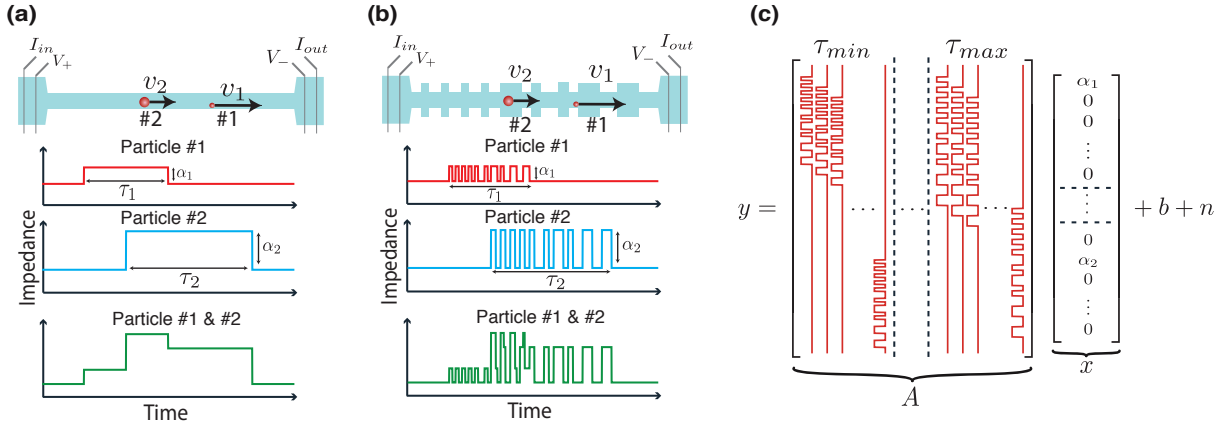 (a)
I_in
V_+
V_-
I_out
v_2
v_1
#2
#1
Particle #1
α_1
τ_1
Particle #2
α_2
τ_2
Impedance
Particle #1 & #2
Time
(b)
I_in
V_+
V_-
I_out
v_2
v_1
#2
#1
Particle #1
α_1
τ_1
Particle #2
α_2
τ_2
Impedance
Particle #1 & #2
Time
(c)
τ_min
τ_max
y =
...
...
...
A
α_1
0
0
⋮
0
⋮
0
α_2
0
⋮
0
x
+ b + n